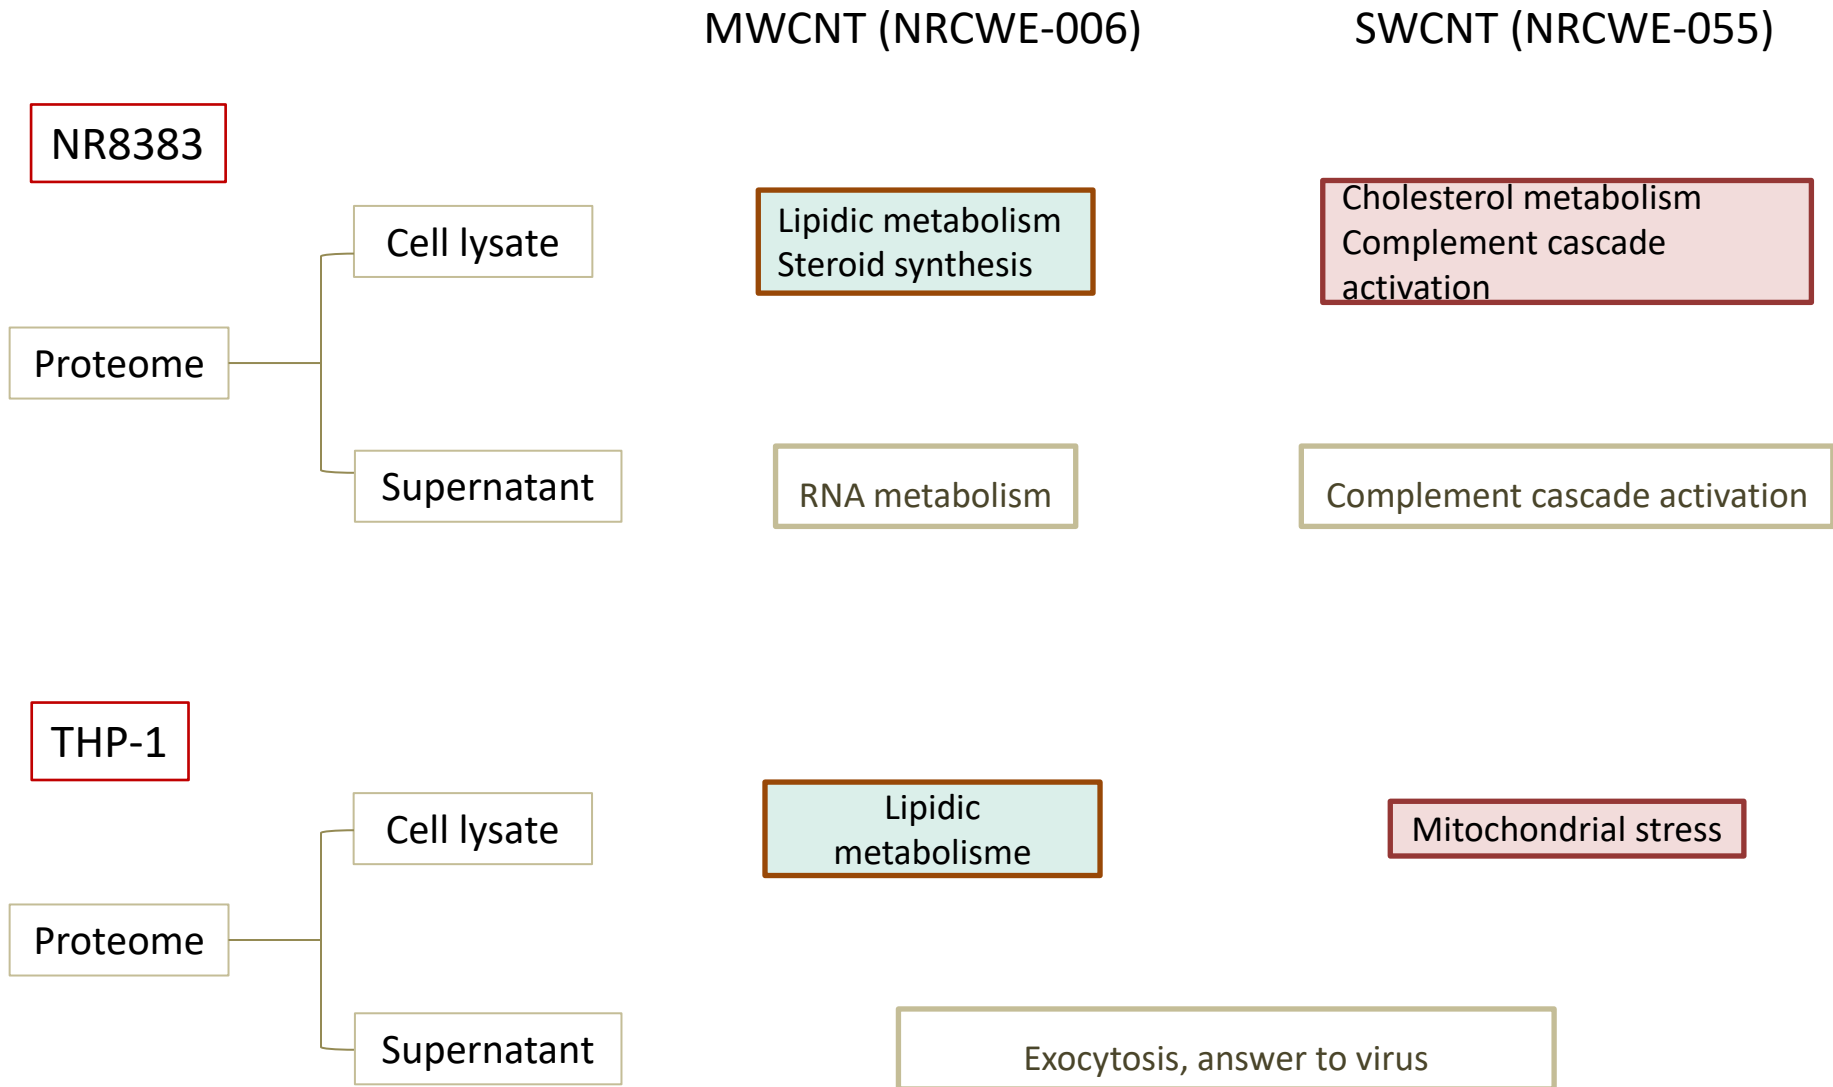 MWCNT (NRCWE-006)
SWCNT (NRCWE-055)
NR8383
Cell lysate
Lipidic metabolism
Steroid synthesis
Cholesterol metabolism
Complement cascade
activation
Proteome
Supernatant
RNA metabolism
Complement cascade activation
THP-1
Cell lysate
Lipidic
metabolisme
Mitochondrial stress
Proteome
Supernatant
Exocytosis, answer to virus